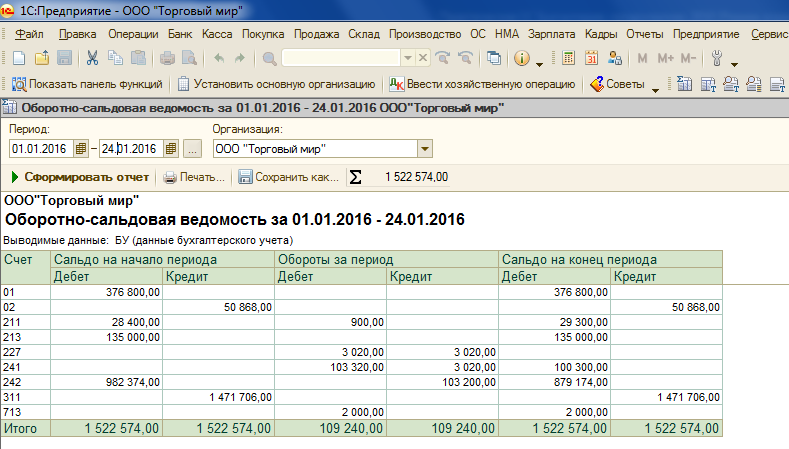 1С:Предприятие - ООО "Торговый мир"
Файл Правка Операции Банк Касса Покупка Продажа Склад Производство ОС НМА Зарплата Кадры Отчеты Предприятие Сервис
M M+ M-
Показать панель функций Установить основную организацию Ввести хозяйственную операцию Советы
Оборотно-сальдовая ведомость за 01.01.2016 - 24.01.2016 ООО"Торговый мир"
Период: Организация:
01.01.2016 – 24.01.2016 ... ООО "Торговый мир"
Сформировать отчет Печать... Сохранить как... Σ 1 522 574,00
ООО"Торговый мир"
Оборотно-сальдовая ведомость за 01.01.2016 - 24.01.2016
Выводимые данные: БУ (данные бухгалтерского учета)
Счет Сальдо на начало периода Обороты за период Сальдо на конец периода
Дебет Кредит Дебет Кредит Дебет Кредит
01 376 800,00 376 800,00
02 50 868,00 50 868,00
211 28 400,00 900,00 29 300,00
213 135 000,00 135 000,00
227 3 020,00 3 020,00
241 103 320,00 3 020,00 100 300,00
242 982 374,00 103 200,00 879 174,00
311 1 471 706,00 1 471 706,00
713 2 000,00 2 000,00
Итого 1 522 574,00 1 522 574,00 109 240,00 109 240,00 1 522 574,00 1 522 574,00